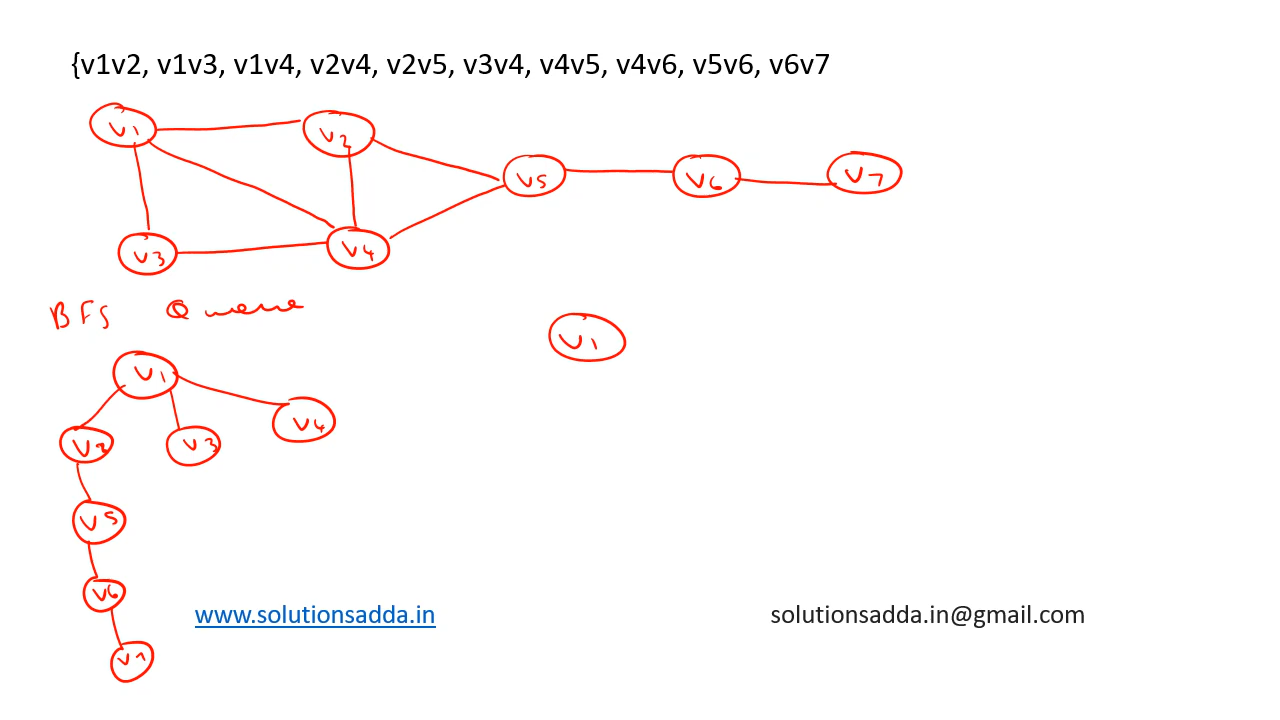 {v1v2, v1v3, v1v4, v2v4, v2v5, v3v4, v4v5, v4v6, v5v6, v6v7
v1 v2
v5 v6 v7
v3 v4
BFS Queue
v1
v1
v2 v3 v4
v5
v6
v7
www.solutionsadda.in solutionsadda.in@gmail.com